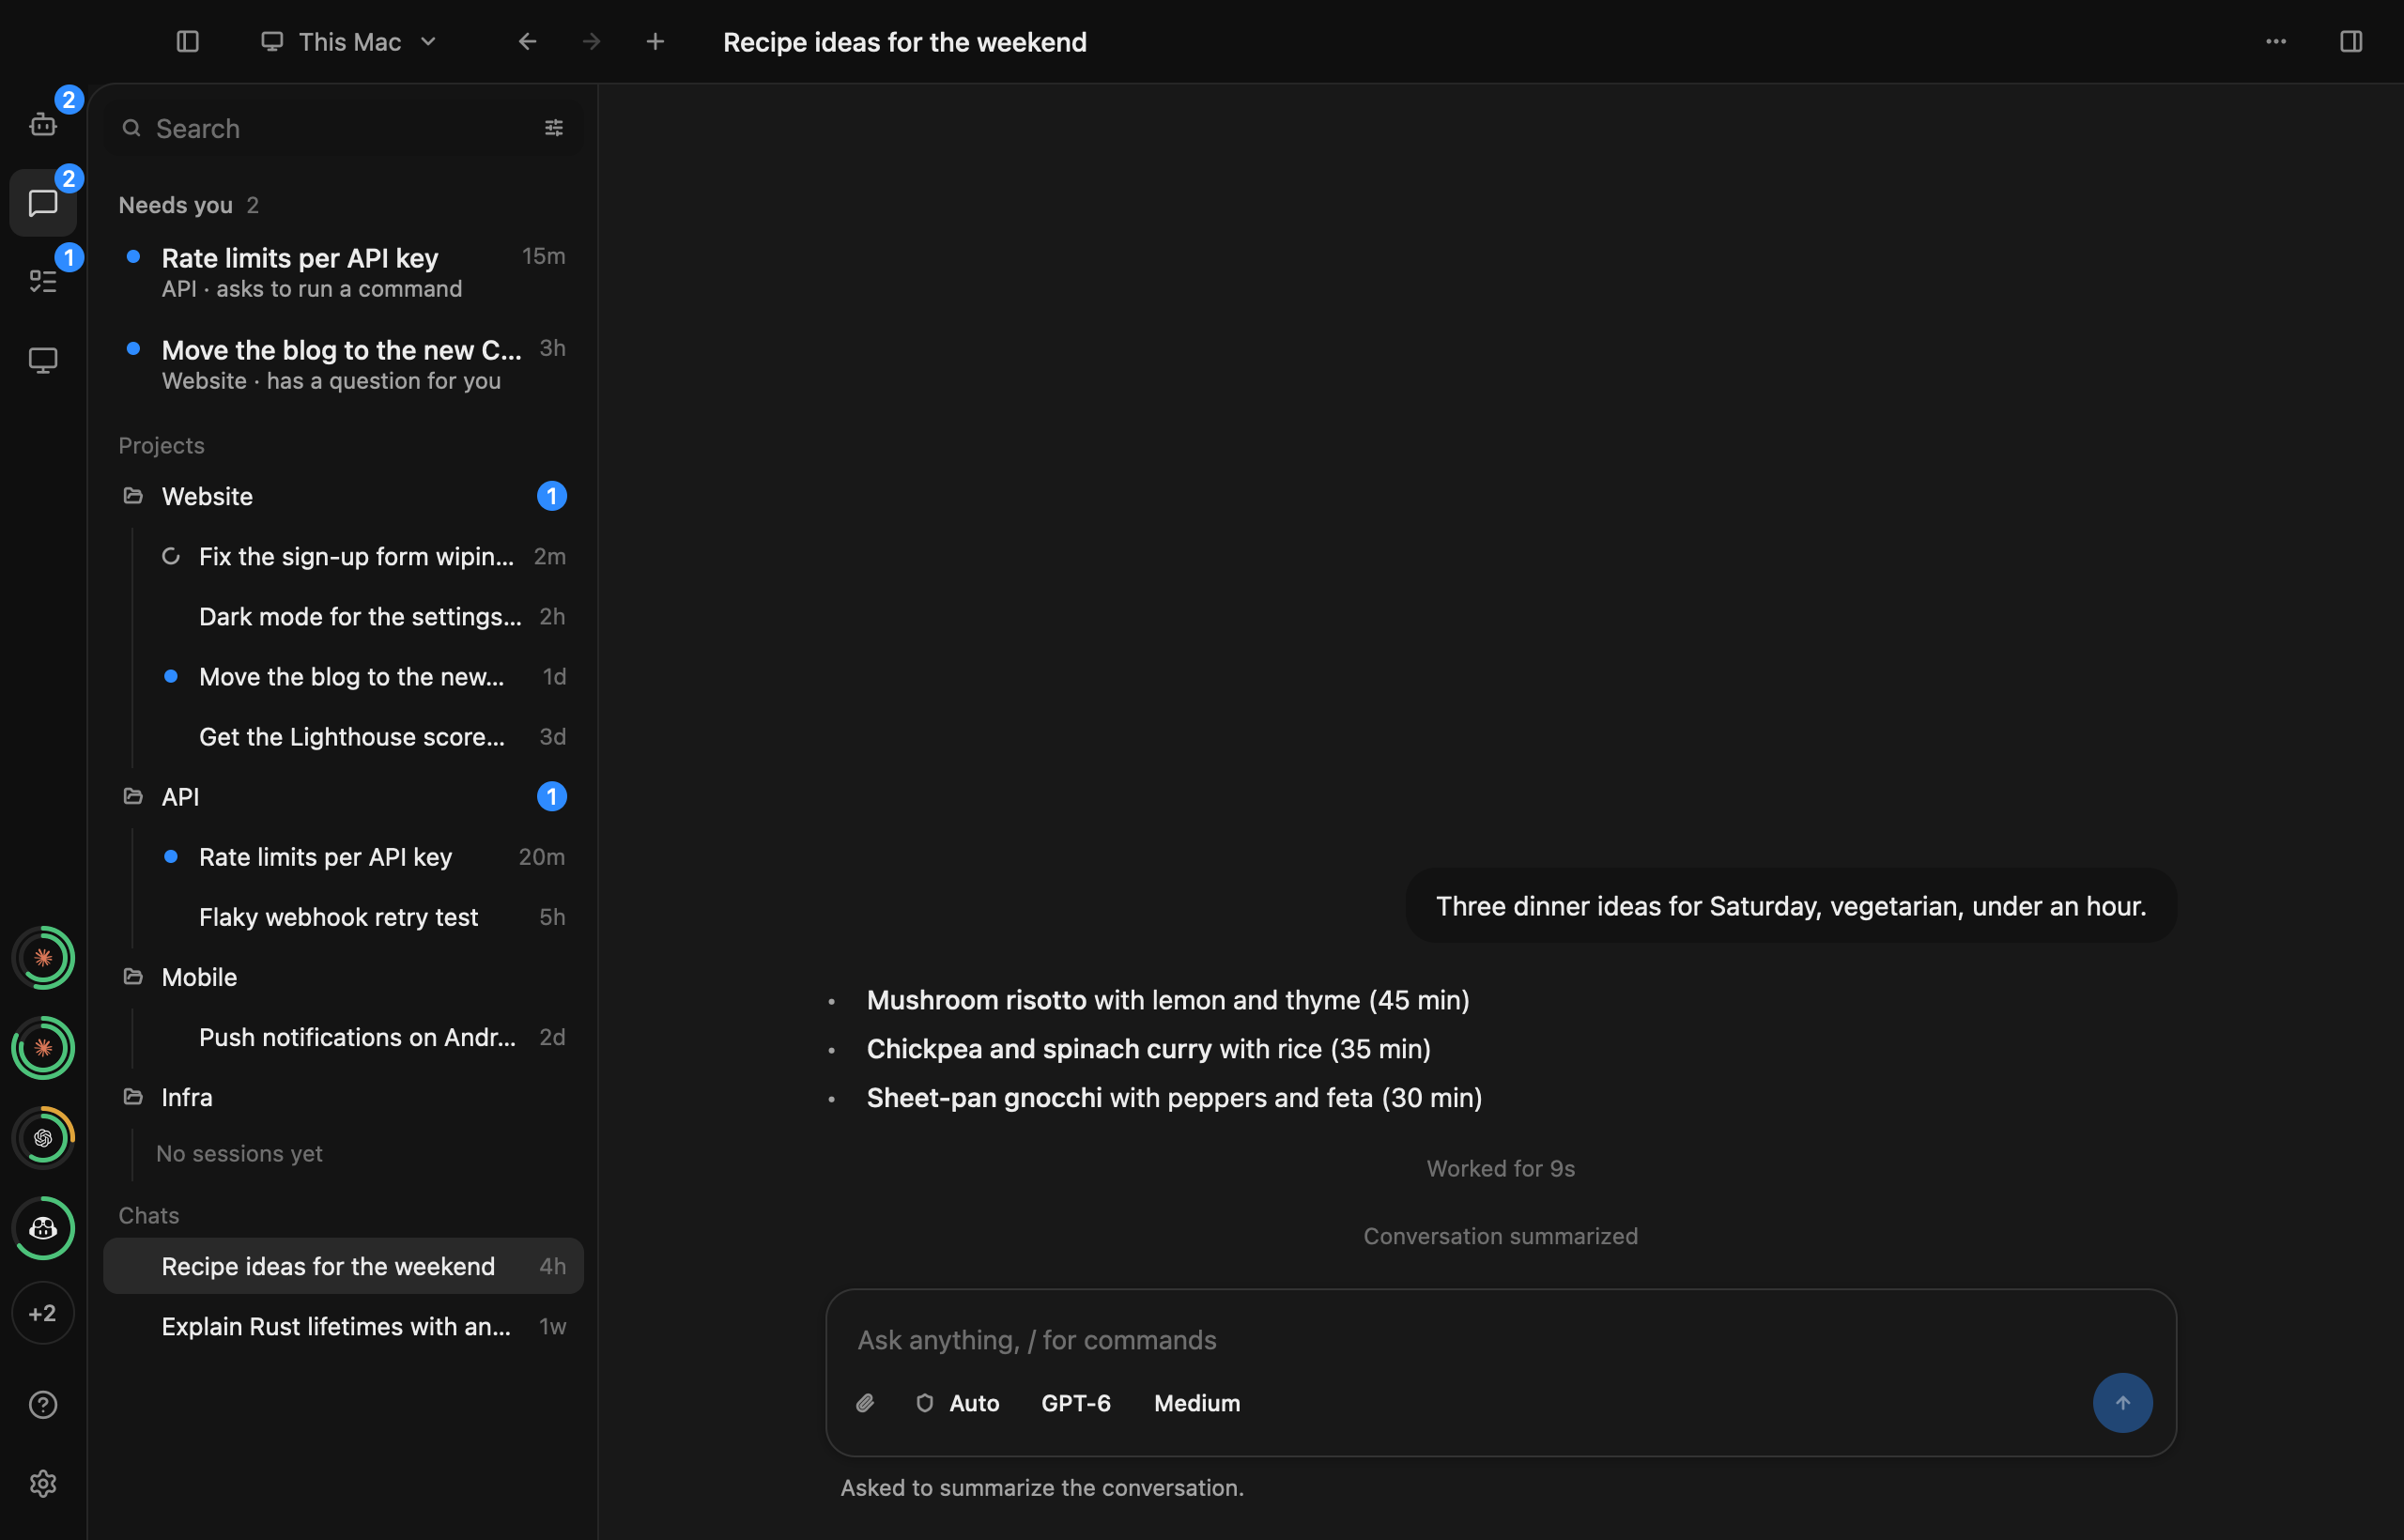 This Mac
Recipe ideas for the weekend
2
2
1
Search
Needs you 2
Rate limits per API key 15m
API · asks to run a command
Move the blog to the new C... 3h
Website · has a question for you
Projects
Website 1
Fix the sign-up form wipin... 2m
Dark mode for the settings... 2h
Move the blog to the new... 1d
Get the Lighthouse score... 3d
API 1
Rate limits per API key 20m
Flaky webhook retry test 5h
Mobile
Push notifications on Andr... 2d
Infra
No sessions yet
Chats
Recipe ideas for the weekend 4h
Explain Rust lifetimes with an... 1w
+2
Three dinner ideas for Saturday, vegetarian, under an hour.
• Mushroom risotto with lemon and thyme (45 min)
• Chickpea and spinach curry with rice (35 min)
• Sheet-pan gnocchi with peppers and feta (30 min)
Worked for 9s
Conversation summarized
Ask anything, / for commands
Auto GPT-6 Medium
Asked to summarize the conversation.